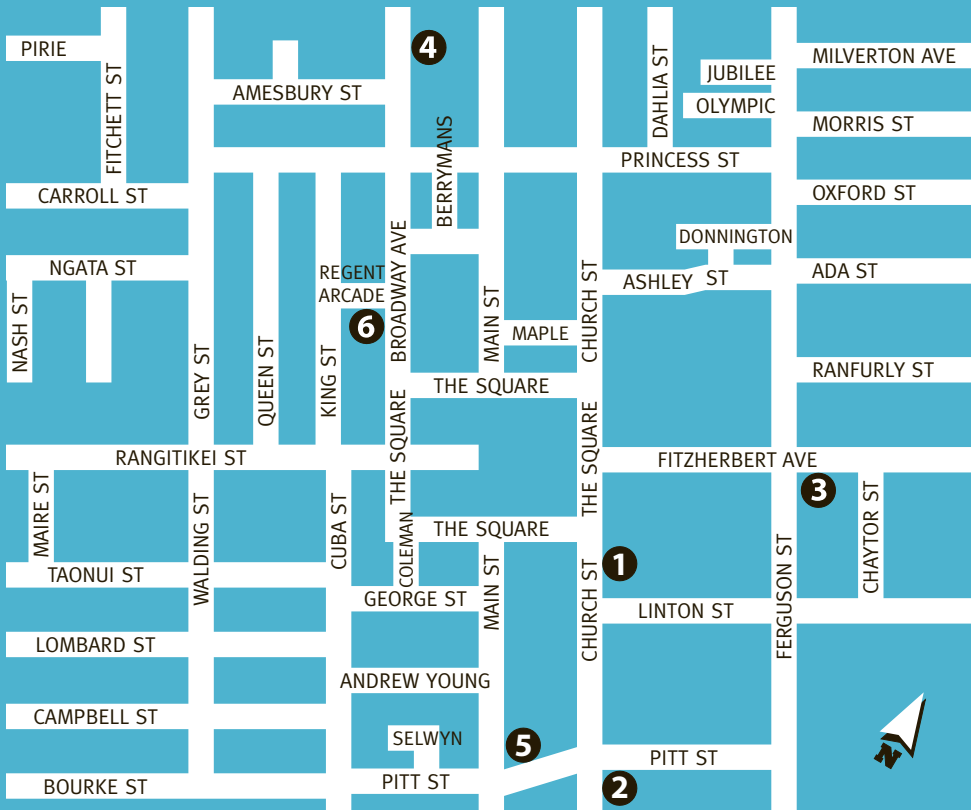 4
PIRIE
MILVERTON AVE
JUBILEE
AMESBURY ST
DAHLIA ST
OLYMPIC
FITCHETT ST
MORRIS ST
BERRYMANS
PRINCESS ST
CARROLL ST
OXFORD ST
DONNINGTON
NGATA ST
BROADWAY AVE
REGENT
ARCADE
6
CHURCH ST
ASHLEY ST
ADA ST
NASH ST
MAIN ST
MAPLE
GREY ST
QUEEN ST
KING ST
RANFURLY ST
THE SQUARE
THE SQUARE
THE SQUARE
RANGITIKEI ST
FITZHERBERT AVE
3
MAIRE ST
WALDING ST
CUBA ST
COLEMAN
THE SQUARE
CHAYTOR ST
TAONUI ST
MAIN ST
CHURCH ST
1
FERGUSON ST
GEORGE ST
LINTON ST
LOMBARD ST
ANDREW YOUNG
CAMPBELL ST
SELWYN
5
PITT ST
N
BOURKE ST
PITT ST
2